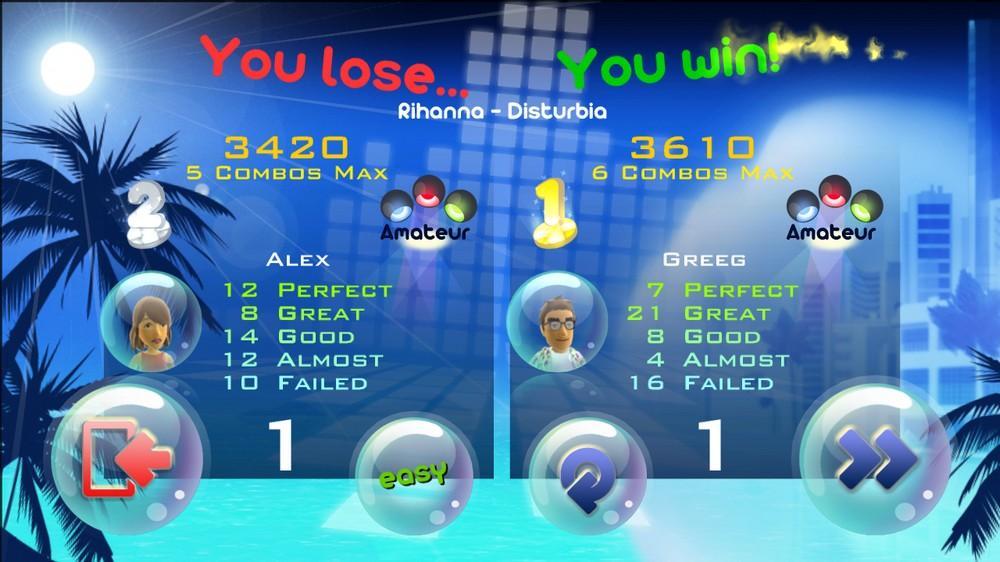 You lose...
You win!
Rihanna - Disturbia
3420
5 Combos Max
2
Amateur
Alex
12 Perfect
8 Great
14 Good
12 Almost
10 Failed
1
easy
3610
6 Combos Max
1
Amateur
Greeg
7 Perfect
21 Great
8 Good
4 Almost
16 Failed
1